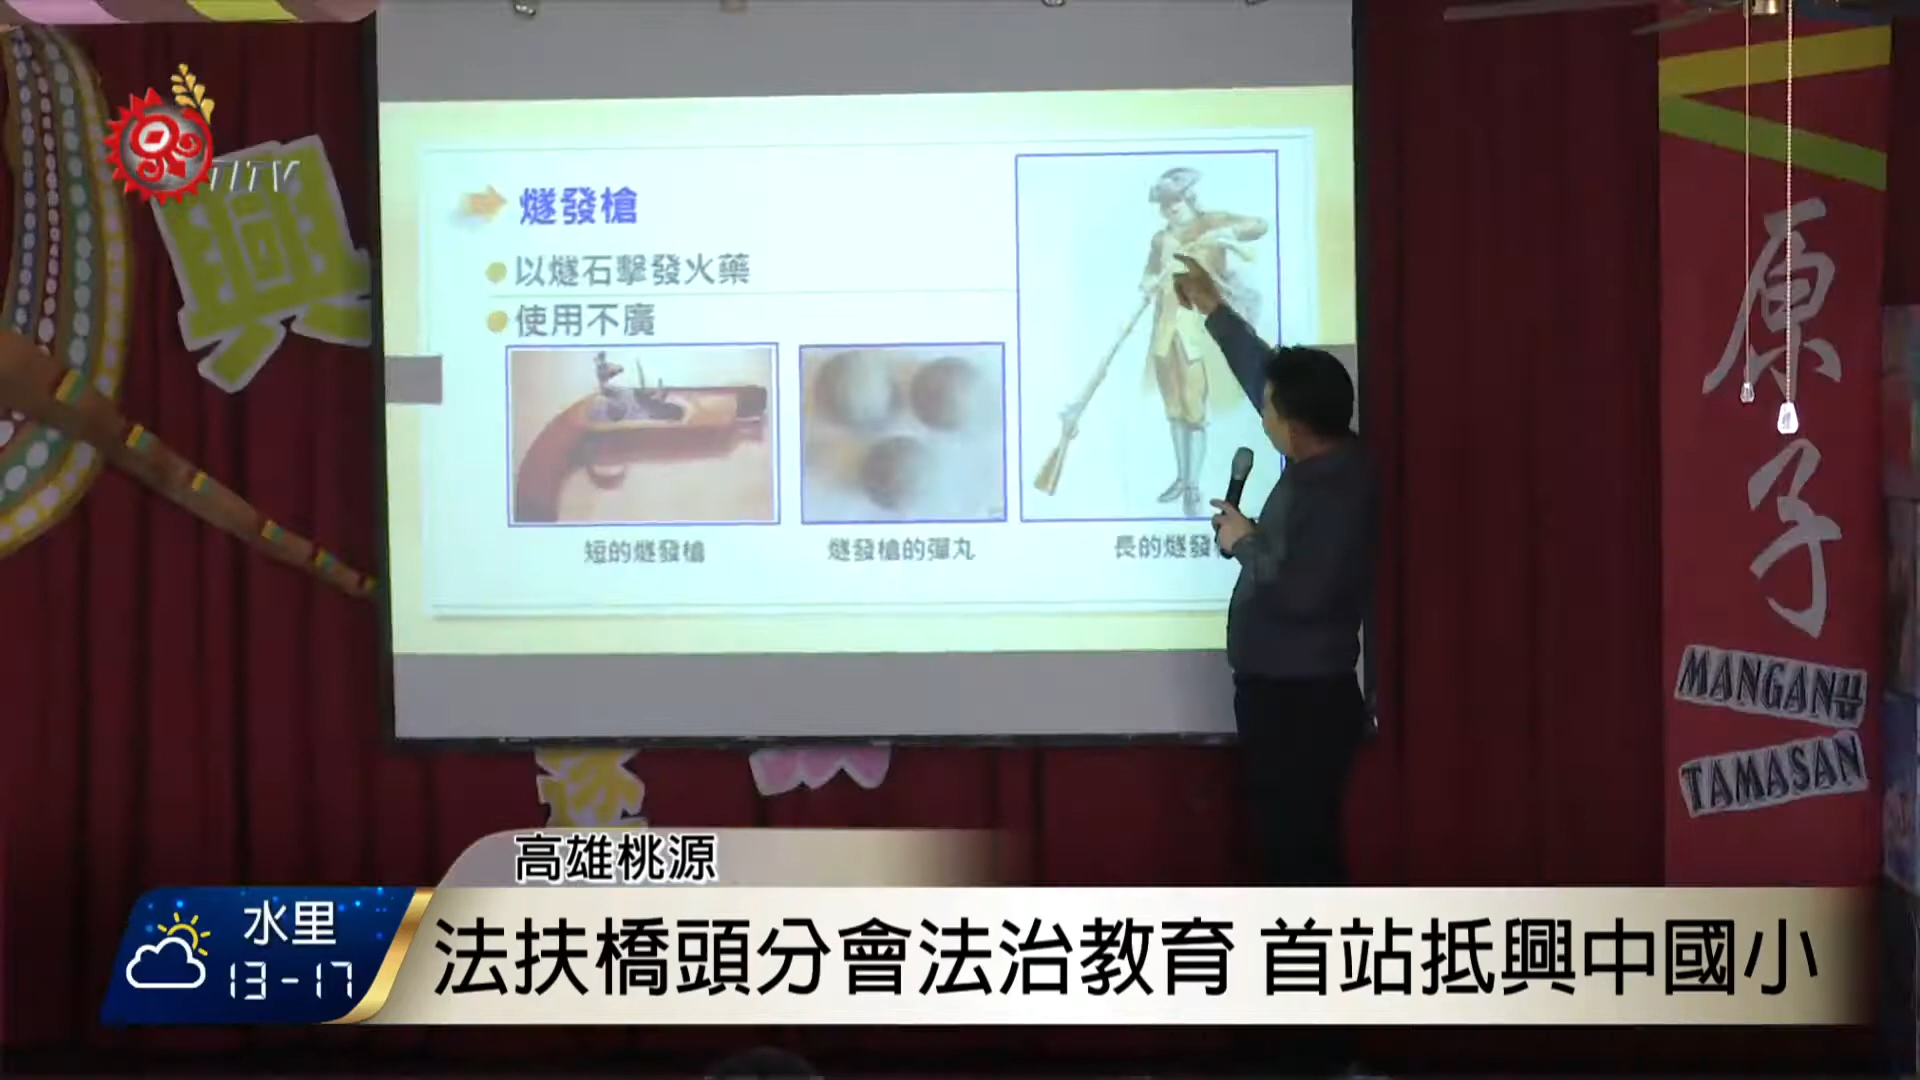 TITV
興
燧發槍
以燧石擊發火藥
使用不廣
短的燧發槍
燧發槍的彈丸
長的燧發
原
子
MANGAN
TAMASAN
高雄桃源
水里
13-17
法扶橋頭分會法治教育 首站抵興中國小